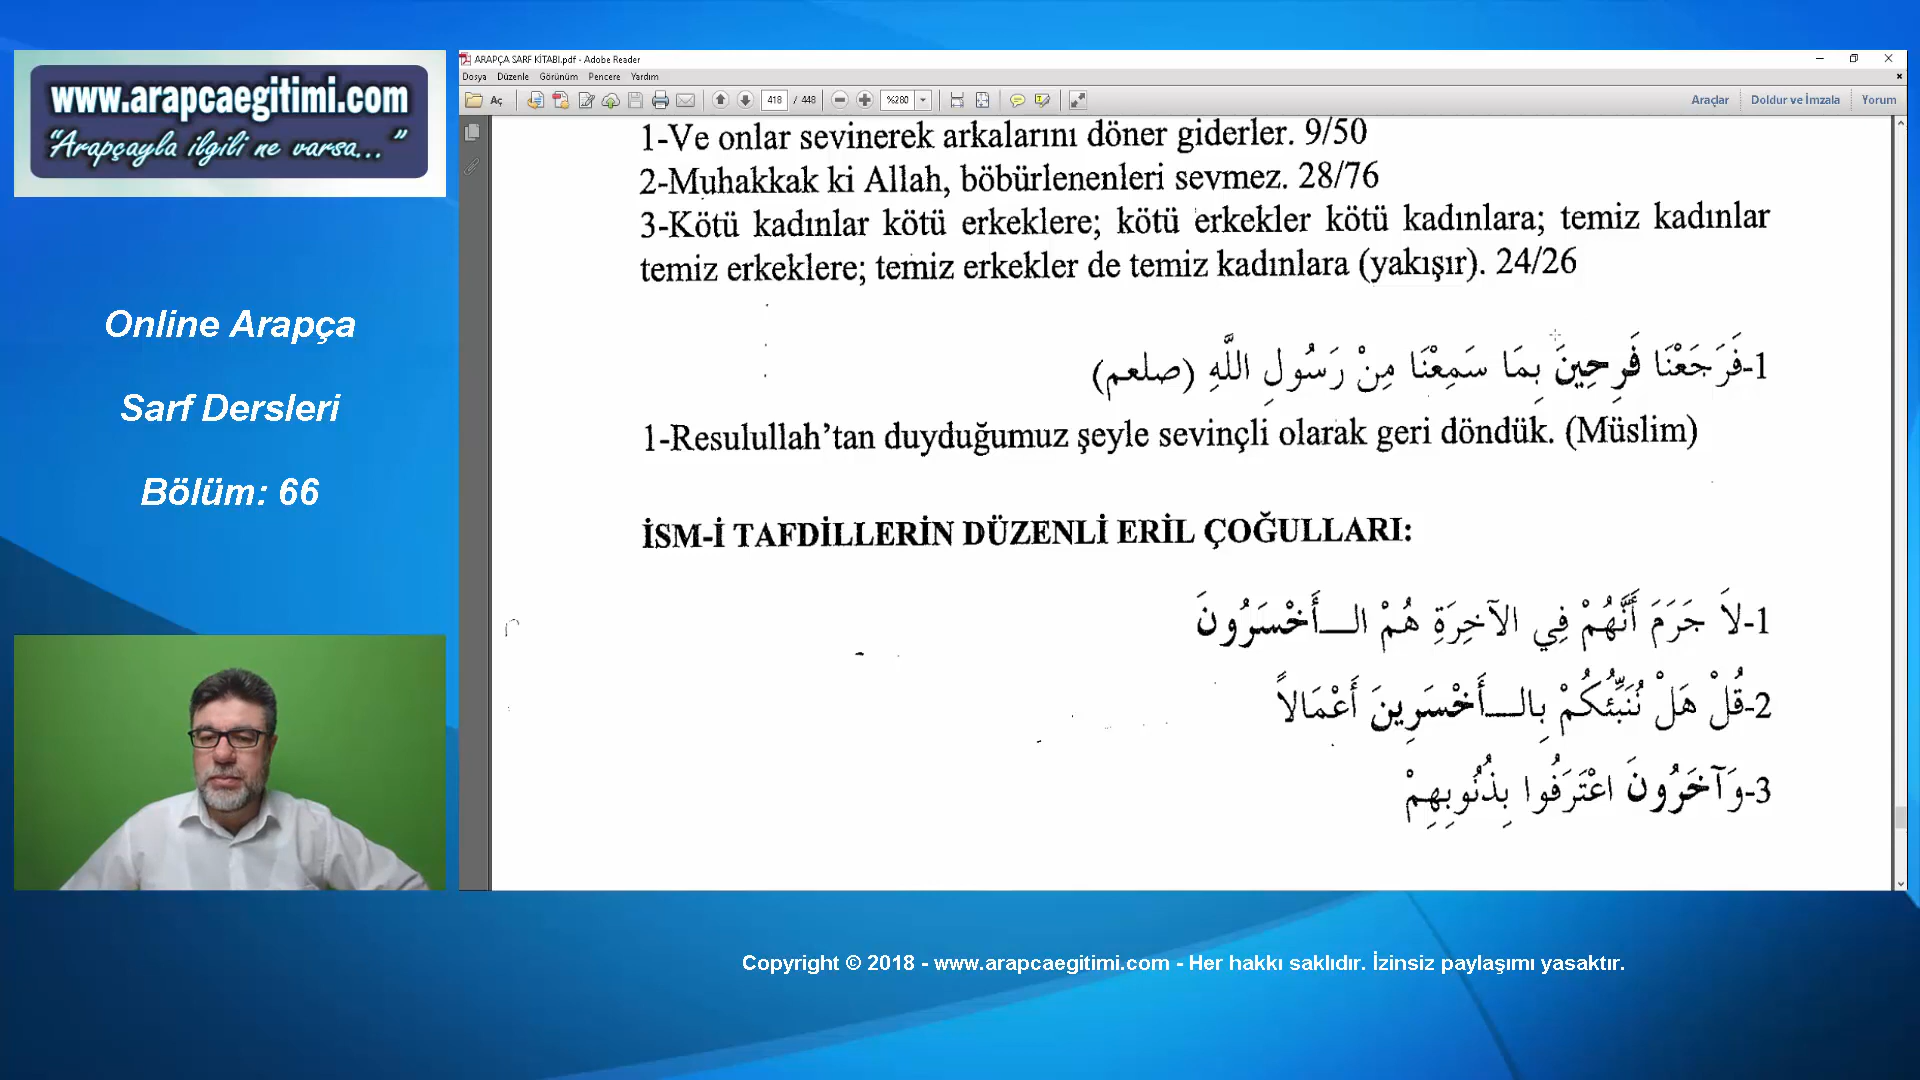 www.arapcaegitimi.com
“Arapçayla ilgili ne varsa...”
Online Arapça
Sarf Dersleri
Bölüm: 66
ARAPÇA SARF KİTABI.pdf - Adobe Reader
Dosya Düzenle Görünüm Pencere Yardım
Aç 418 / 448 %280 Araçlar Doldur ve İmzala Yorum
1-Ve onlar sevinerek arkalarını döner giderler. 9/50
2-Muhakkak ki Allah, böbürlenenleri sevmez. 28/76
3-Kötü kadınlar kötü erkeklere; kötü erkekler kötü kadınlara; temiz kadınlar
temiz erkeklere; temiz erkekler de temiz kadınlara (yakışır). 24/26
1-فَرَجَعْنَا فَرِحِينَ بِمَا سَمِعْنَا مِنْ رَسُولِ اللَّهِ (صلعم)
1-Resulullah’tan duyduğumuz şeyle sevinçli olarak geri döndük. (Müslim)
İSM-İ TAFDİLLERİN DÜZENLİ ERİL ÇOĞULLARI:
1-لاَ جَرَمَ أَنَّهُمْ فِي الآخِرَةِ هُمْ الـــأَخْسَرُونَ
2-قُلْ هَلْ نُنَبِّئُكُمْ بِالـــأَخْسَرِينَ أَعْمَالاً
3-وَآخَرُونَ اعْتَرَفُوا بِذُنُوبِهِمْ
Copyright © 2018 - www.arapcaegitimi.com - Her hakkı saklıdır. İzinsiz paylaşımı yasaktır.